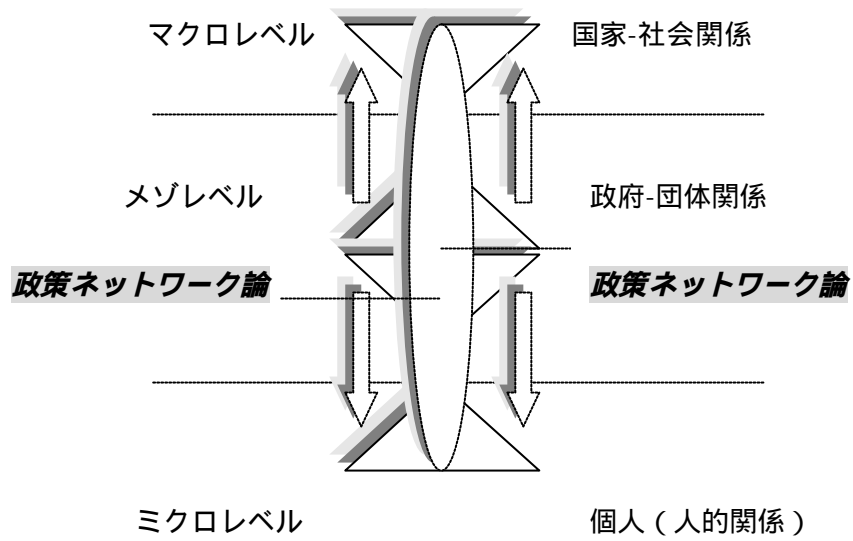 マクロレベル
国家-社会関係
メゾレベル
政府-団体関係
政策ネットワーク論
政策ネットワーク論
ミクロレベル
個人（人的関係）